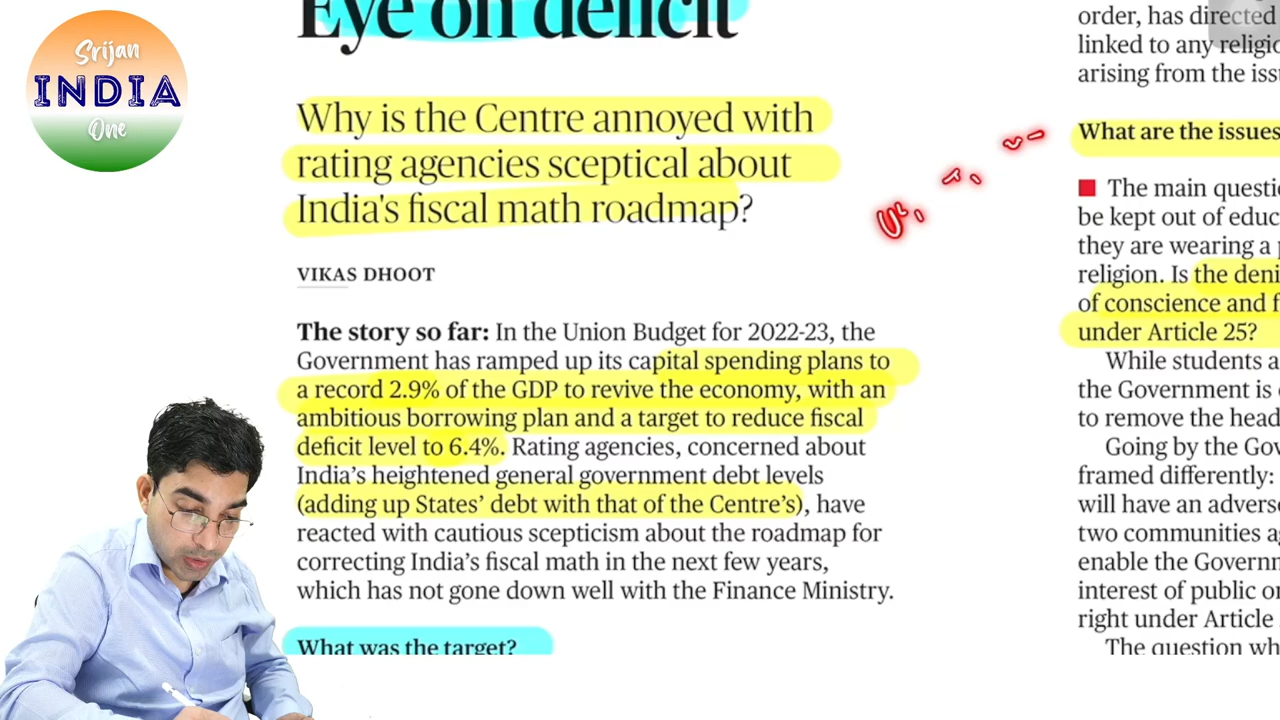 Srijan
INDIA
One
Eye on deficit
Why is the Centre annoyed with
rating agencies sceptical about
India's fiscal math roadmap?
VIKAS DHOOT
The story so far: In the Union Budget for 2022-23, the
Government has ramped up its capital spending plans to
a record 2.9% of the GDP to revive the economy, with an
ambitious borrowing plan and a target to reduce fiscal
deficit level to 6.4%. Rating agencies, concerned about
India's heightened general government debt levels
(adding up States' debt with that of the Centre's), have
reacted with cautious scepticism about the roadmap for
correcting India's fiscal math in the next few years,
which has not gone down well with the Finance Ministry.
What was the target?
order, has directed
linked to any religio
arising from the iss
What are the issues
The main questi
be kept out of educ
they are wearing a p
religion. Is the deni
of conscience and f
under Article 25?
While students a
the Government is
to remove the head
Going by the Gov
framed differently:
will have an advers
two communities a
enable the Governm
interest of public o
right under Article
The question wh